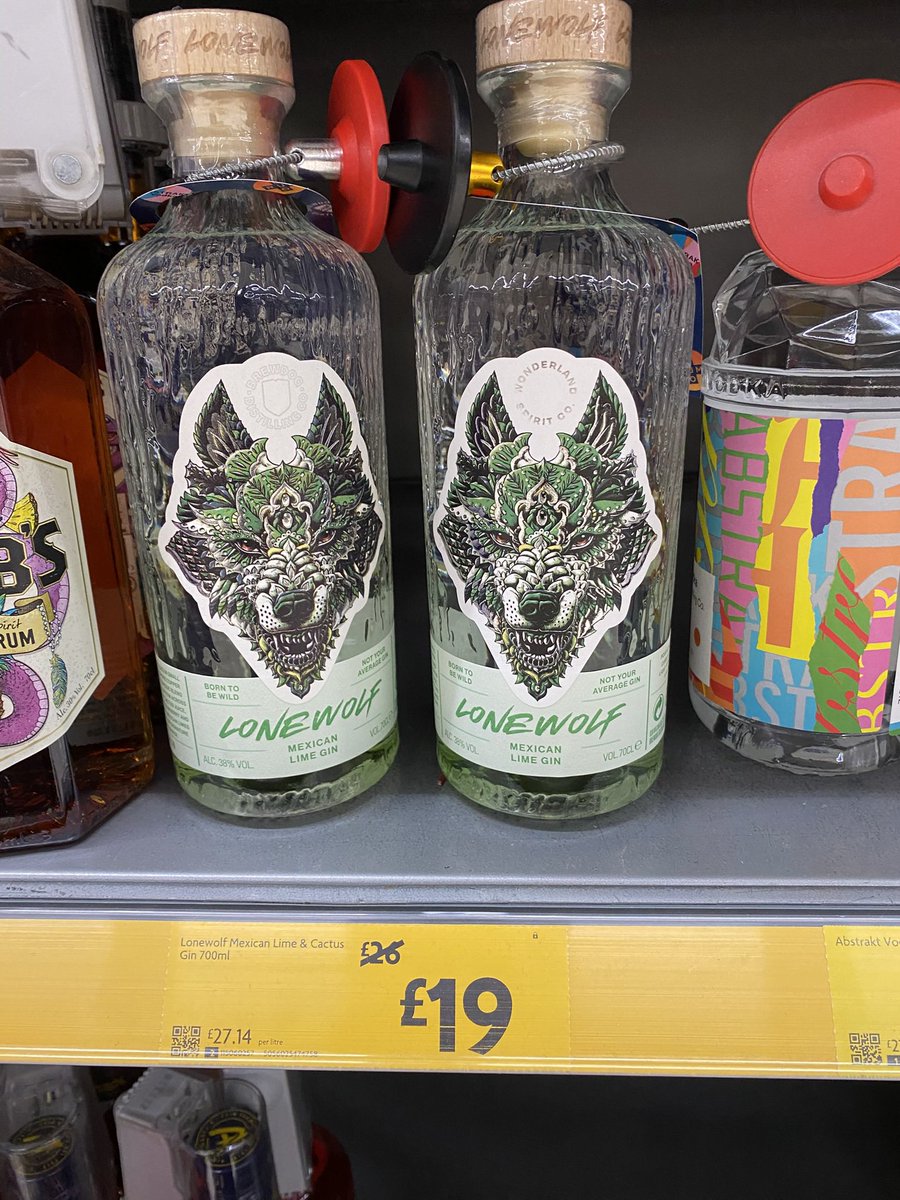 LONEWOLF
LONEWOLF
BREWDOG
DISTILLING CO.
WONDERLAND
SPIRIT CO.
BORN TO
BE WILD
NOT YOUR
AVERAGE GIN
LONEWOLF
MEXICAN
LIME GIN
ALC. 38% VOL.
BORN TO
BE WILD
NOT YOUR
AVERAGE GIN
LONEWOLF
MEXICAN
LIME GIN
ALC. 38% VOL.
VOL. 70CL e
B'S
RUM
ABSTRA
STRA
Lonewolf Mexican Lime & Cactus
Gin 700ml
£26
£19
£27.14 per litre
Abstrakt Vo